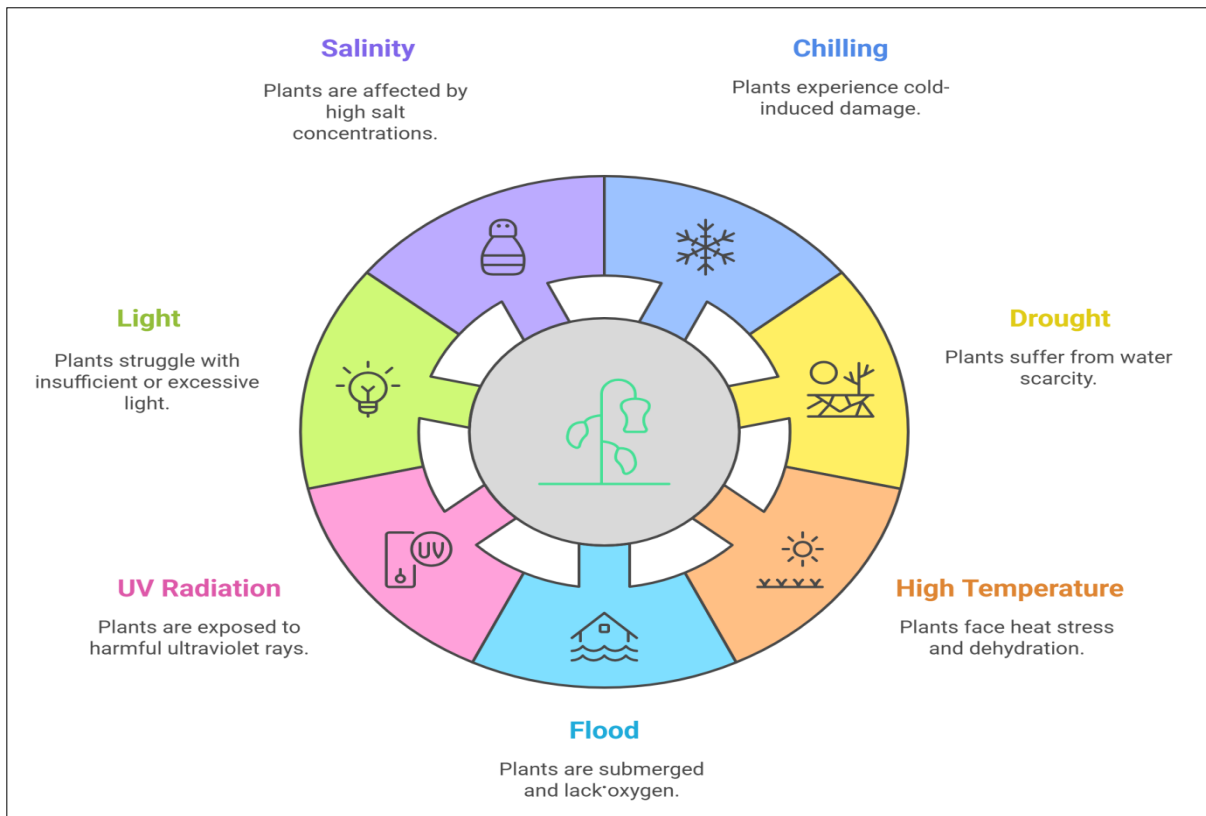 Salinity
Plants are affected by
high salt
concentrations.
Chilling
Plants experience cold-
induced damage.
Light
Plants struggle with
insufficient or excessive
light.
Drought
Plants suffer from water
scarcity.
UV
UV Radiation
Plants are exposed to
harmful ultraviolet rays.
High Temperature
Plants face heat stress
and dehydration.
Flood
Plants are submerged
and lack oxygen.